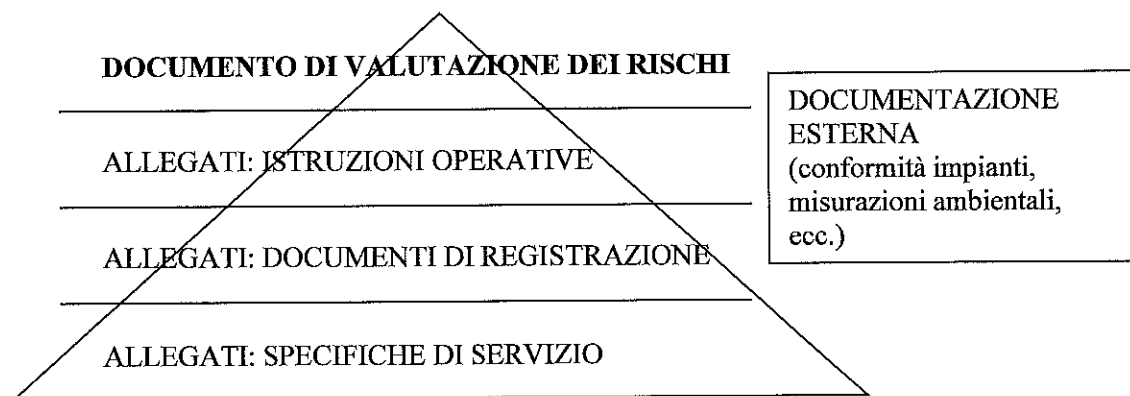 DOCUMENTO DI VALUTAZIONE DEI RISCHI
ALLEGATI: ISTRUZIONI OPERATIVE
ALLEGATI: DOCUMENTI DI REGISTRAZIONE
ALLEGATI: SPECIFICHE DI SERVIZIO
DOCUMENTAZIONE
ESTERNA
(conformità impianti,
misurazioni ambientali,
ecc.)